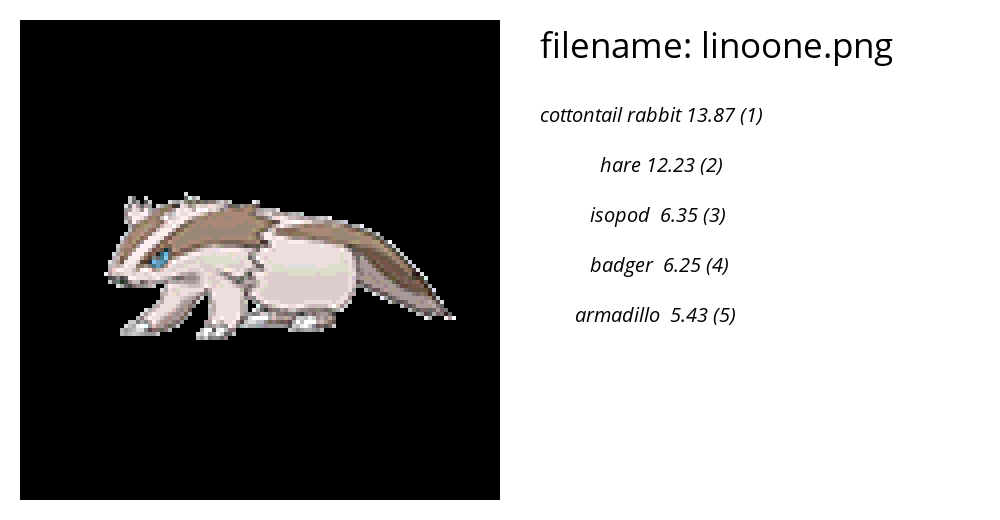 filename: linoone.png
cottontail rabbit 13.87 (1)
hare 12.23 (2)
isopod 6.35 (3)
badger 6.25 (4)
armadillo 5.43 (5)